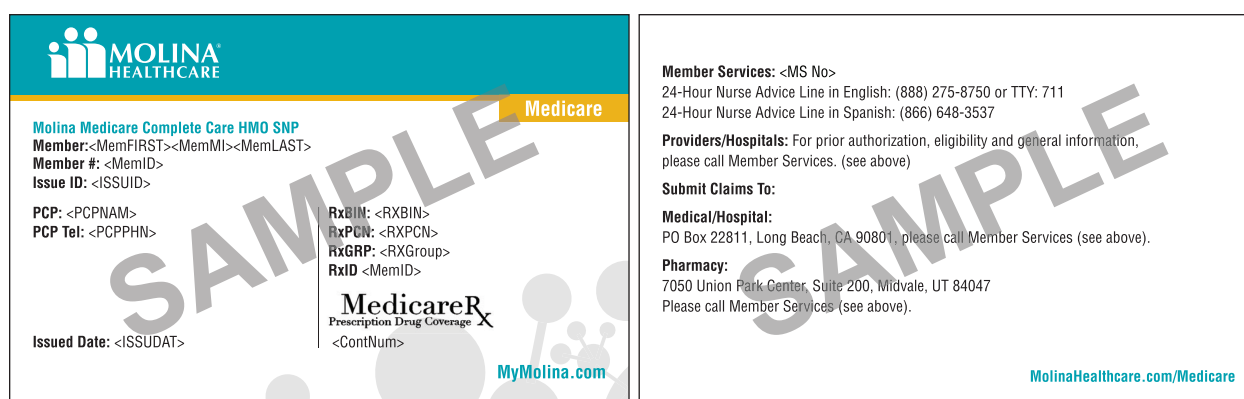 MOLINA®
HEALTHCARE
Medicare
Molina Medicare Complete Care HMO SNP
Member:<MemFIRST><MemMI><MemLAST>
Member #: <MemID>
Issue ID: <ISSUID>
PCP: <PCPNAM>
PCP Tel: <PCPPHN>
Issued Date: <ISSUDAT>
RxBIN: <RXBIN>
RxPCN: <RXPCN>
RxGRP: <RXGroup>
RxID <MemID>
MedicareRx
Prescription Drug Coverage
<ContNum>
MyMolina.com
SAMPLE
Member Services: <MS No>
24-Hour Nurse Advice Line in English: (888) 275-8750 or TTY: 711
24-Hour Nurse Advice Line in Spanish: (866) 648-3537
Providers/Hospitals: For prior authorization, eligibility and general information,
please call Member Services. (see above)
Submit Claims To:
Medical/Hospital:
PO Box 22811, Long Beach, CA 90801, please call Member Services (see above).
Pharmacy:
7050 Union Park Center, Suite 200, Midvale, UT 84047
Please call Member Services (see above).
MolinaHealthcare.com/Medicare
SAMPLE